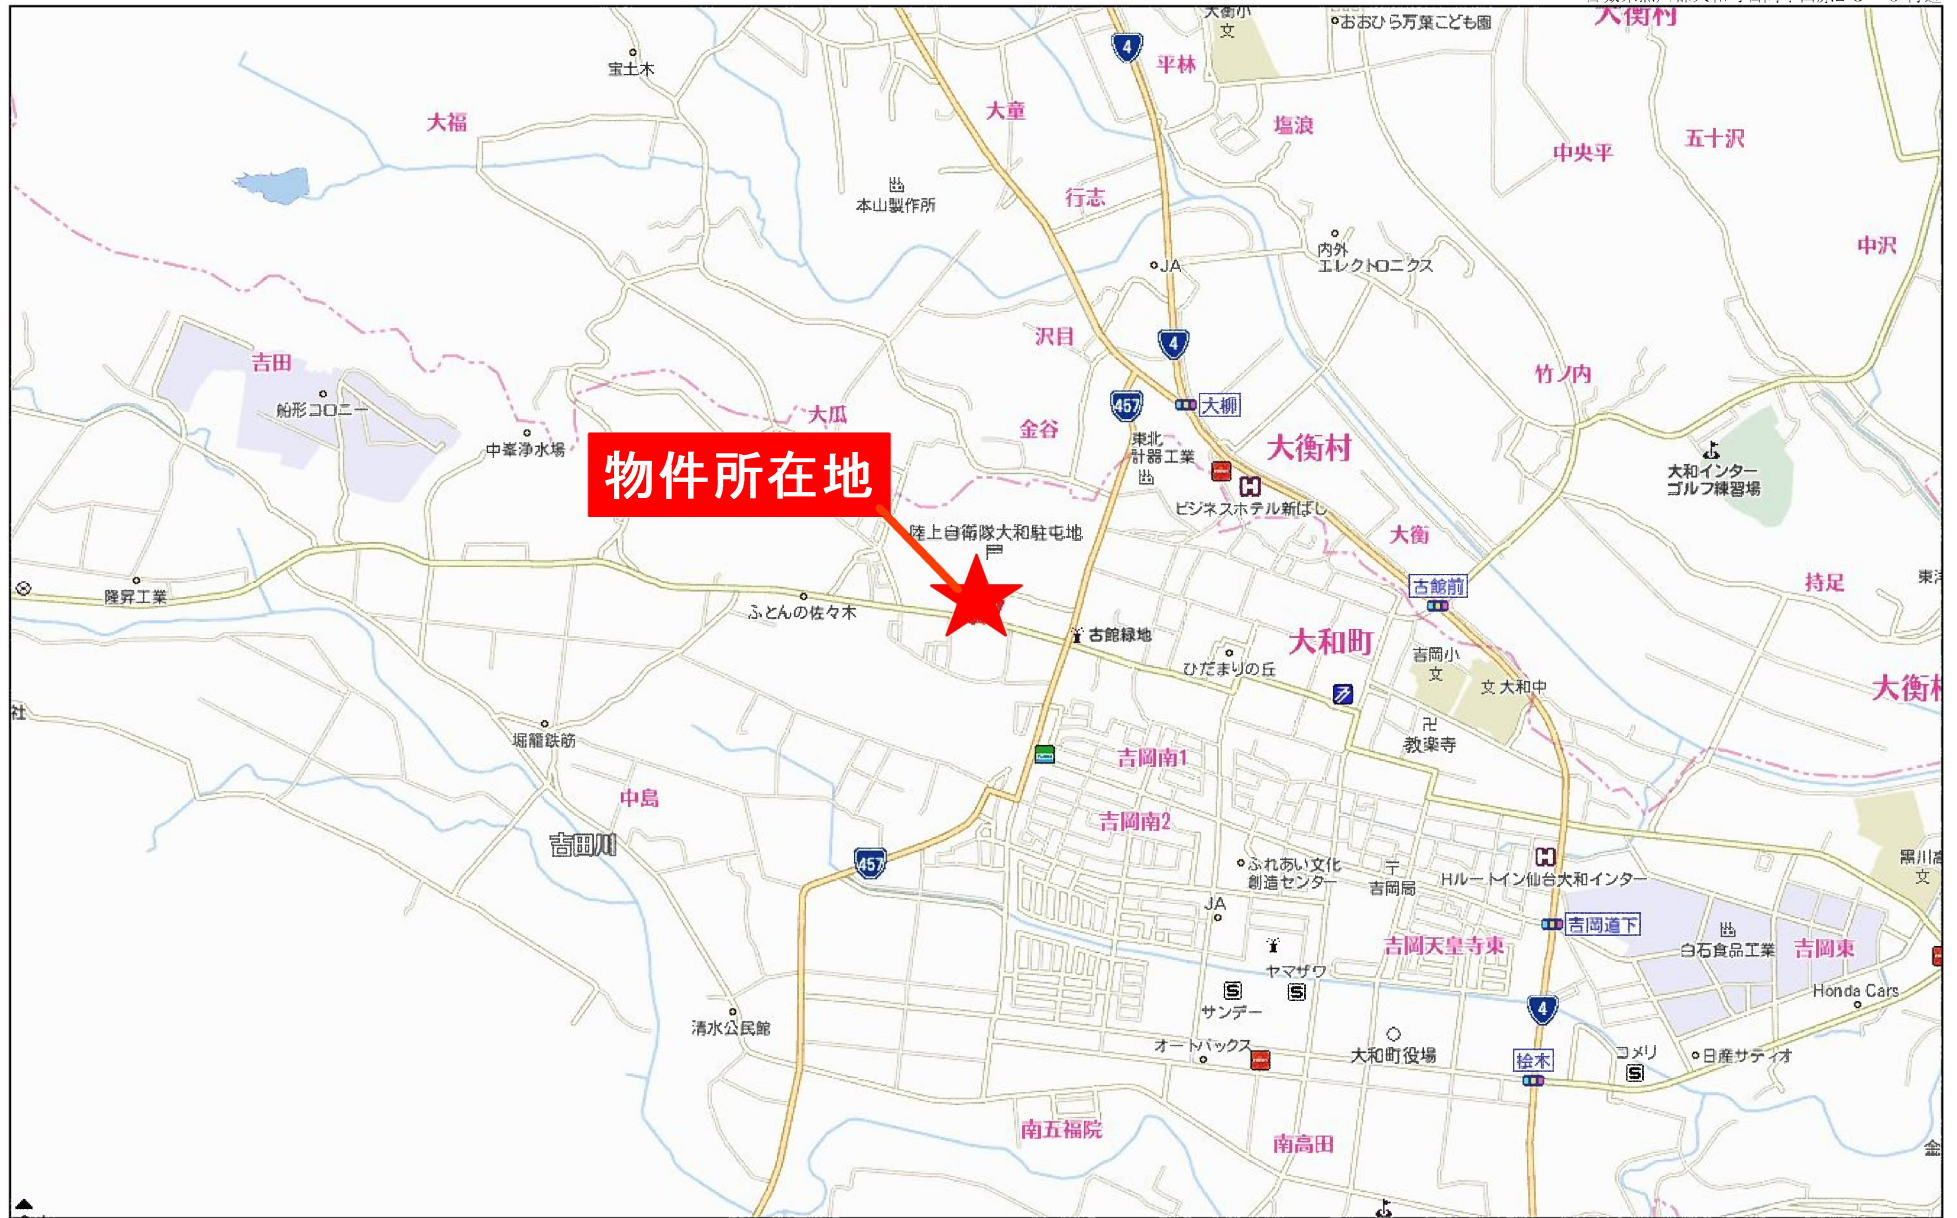 大衡村
大衡小
文
おおひら万葉こども園
4
平林
宝土木
大福
大童
塩浪
中央平
五十沢
本山製作所
行志
中沢
内外
エレクトロニクス
JA
沢目
4
吉田
船形コロニー
竹ノ内
大瓜
457
大柳
金谷
中峯浄水場
東北
計器工業
大衡村
大和インター
ゴルフ練習場
物件所在地
ビジネスホテル新ばし
陸上自衛隊大和駐屯地
大衡
古館前
持足
隆昇工業
ふとんの佐々木
古館緑地
大和町
ひだまりの丘
吉岡小
文
文 大和中
大衡村
社
堀籠鉄筋
卍
教楽寺
吉岡南1
中島
吉岡南2
吉田川
457
ふれあい文化
創造センター
〒
吉岡局
H
Hルートイン仙台大和インター
黒川高
文
JA
吉岡道下
吉岡天皇寺東
白石食品工業
吉岡東
ヤマザワ
S
S
サンデー
Honda Cars
4
清水公民館
オートバックス
大和町役場
桧木
コメリ
S
日産サティオ
南五福院
南高田
金